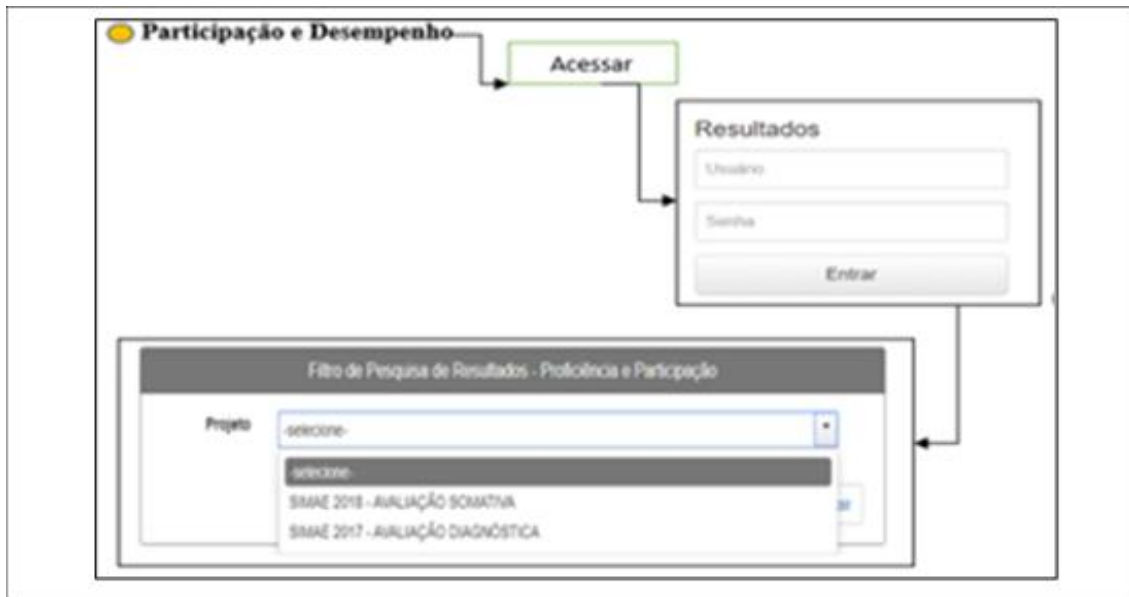 Participação e Desempenho
Acessar
Resultados
Usuário
Senha
Entrar
Filtro de Pesquisa de Resultados - Proficiência e Participação
Projeto
-selecione-
-selecione-
SIMAE 2018 - AVALIAÇÃO SOMATIVA
SIMAE 2017 - AVALIAÇÃO DIAGNÓSTICA